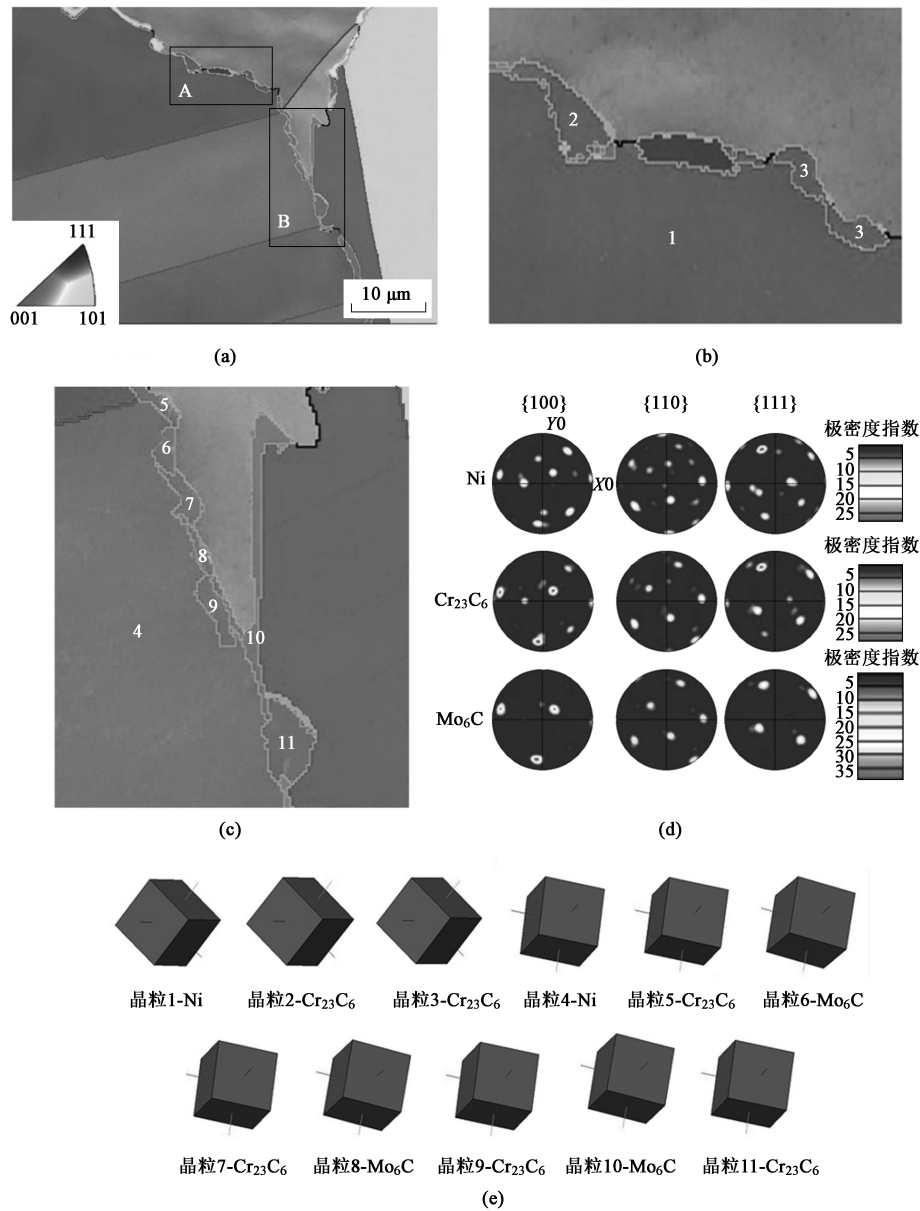 A
B
111
001
101
10 μm
(a)
2
3
3
1
(b)
5
6
7
8
9
4
10
11
(c)
{100}
{110}
{111}
Y0
X0
Ni
极密度指数
5
10
15
20
25
Cr₂₃C₆
极密度指数
5
10
15
20
25
Mo₆C
极密度指数
5
10
15
20
25
30
35
(d)
晶粒1-Ni
晶粒2-Cr₂₃C₆
晶粒3-Cr₂₃C₆
晶粒4-Ni
晶粒5-Cr₂₃C₆
晶粒6-Mo₆C
晶粒7-Cr₂₃C₆
晶粒8-Mo₆C
晶粒9-Cr₂₃C₆
晶粒10-Mo₆C
晶粒11-Cr₂₃C₆
(e)